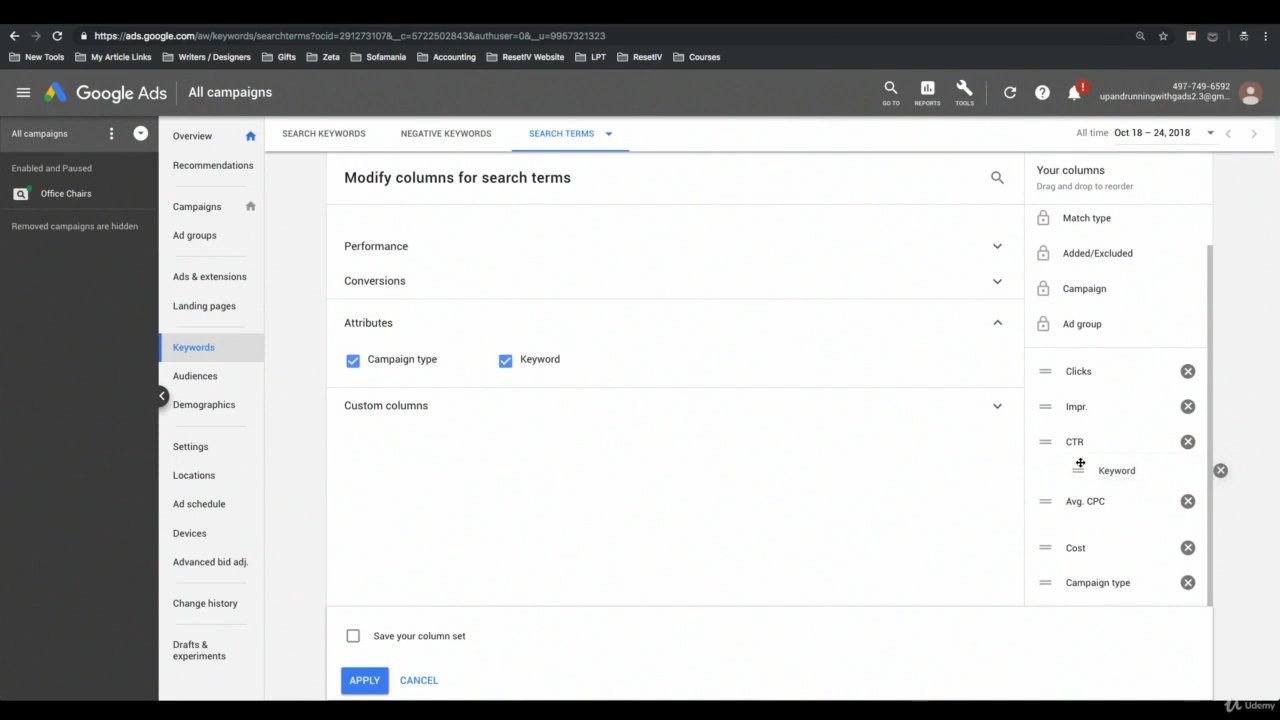 https://ads.google.com/aw/keywords/searchterms?ocid=291273107&__c=5722502843&authuser=0&__u=9957321323
New Tools My Article Links Writers / Designers Gifts Zeta Sofamania Accounting ResetIV Website LPT ResetIV Courses
Google Ads All campaigns
GO TO REPORTS TOOLS
!
497-749-6592
upandrunningwithgads2.3@gm...
All campaigns
Enabled and Paused
Office Chairs
Removed campaigns are hidden
Overview
Recommendations
Campaigns
Ad groups
Ads & extensions
Landing pages
Keywords
Audiences
Demographics
Settings
Locations
Ad schedule
Devices
Advanced bid adj.
Change history
Drafts &
experiments
SEARCH KEYWORDS NEGATIVE KEYWORDS SEARCH TERMS
All time Oct 18 – 24, 2018
Modify columns for search terms
Performance
Conversions
Attributes
Campaign type Keyword
Custom columns
Your columns
Drag and drop to reorder
Match type
Added/Excluded
Campaign
Ad group
Clicks
Impr.
CTR
Keyword
Avg. CPC
Cost
Campaign type
Save your column set
APPLY CANCEL
Udemy